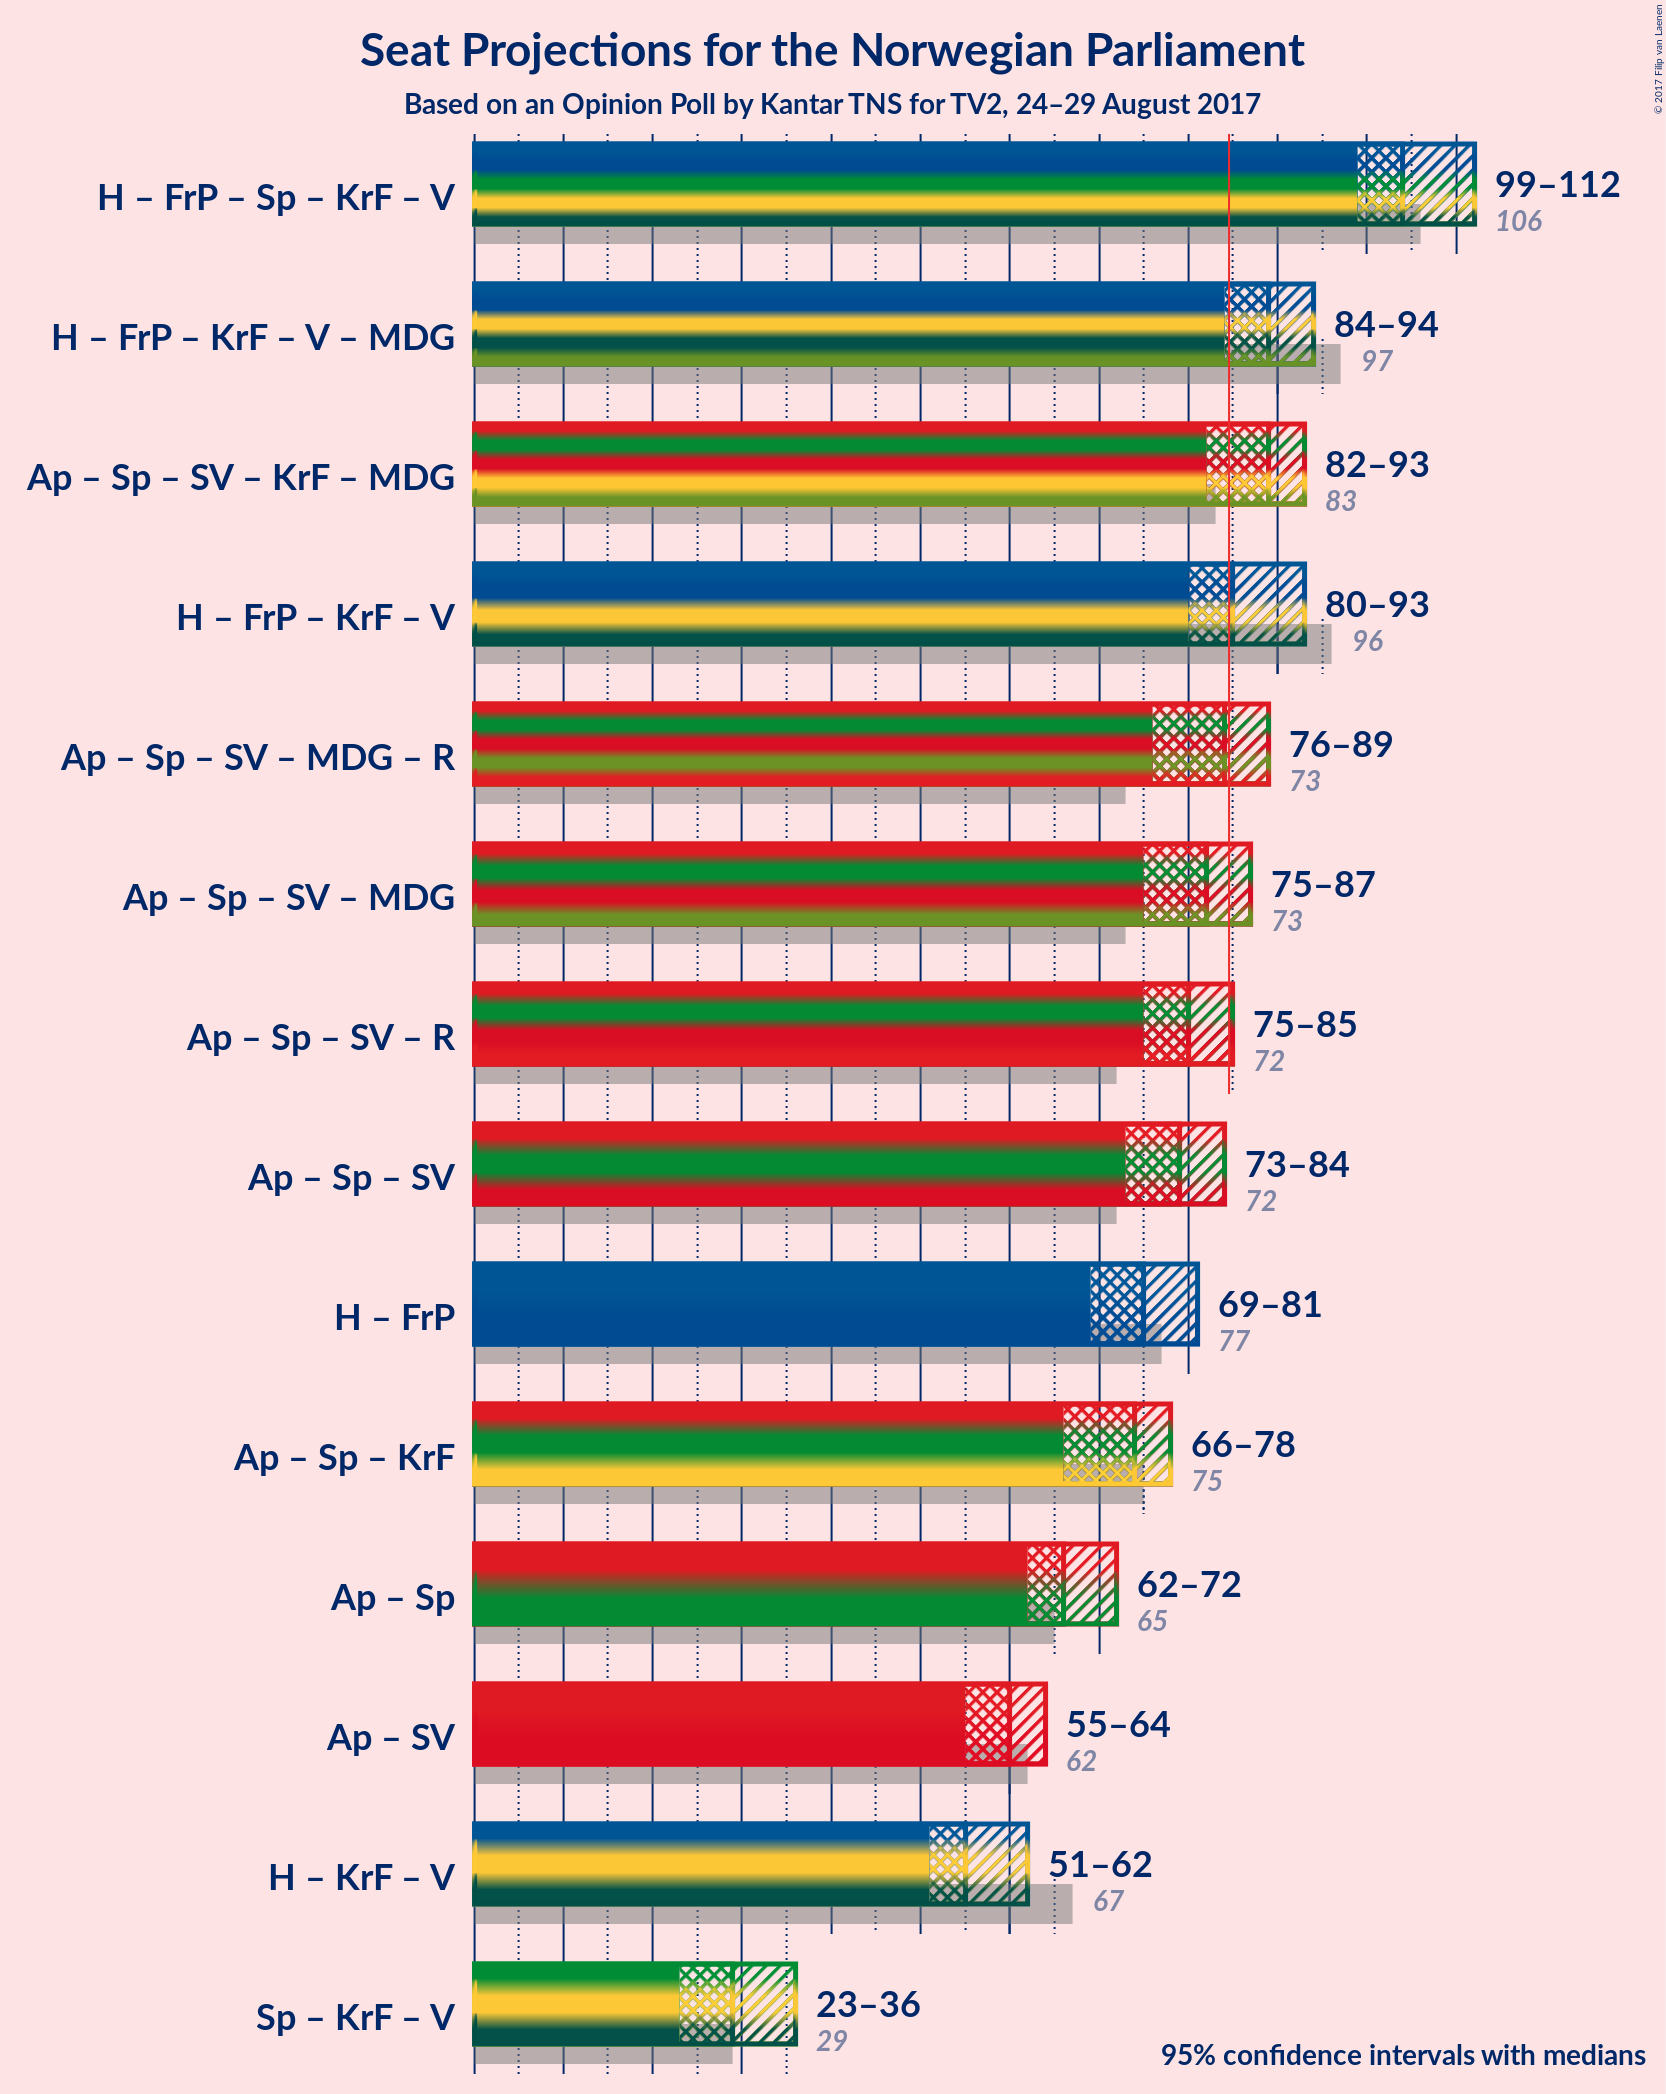 Seat Projections for the Norwegian Parliament
Based on an Opinion Poll by Kantar TNS for TV2, 24–29 August 2017
© 2017 Filip van Laenen
H – FrP – Sp – KrF – V
99–112
106
H – FrP – KrF – V – MDG
84–94
97
Ap – Sp – SV – KrF – MDG
82–93
83
H – FrP – KrF – V
80–93
96
Ap – Sp – SV – MDG – R
76–89
73
Ap – Sp – SV – MDG
75–87
73
Ap – Sp – SV – R
75–85
72
Ap – Sp – SV
73–84
72
H – FrP
69–81
77
Ap – Sp – KrF
66–78
75
Ap – Sp
62–72
65
Ap – SV
55–64
62
H – KrF – V
51–62
67
Sp – KrF – V
23–36
29
95% confidence intervals with medians